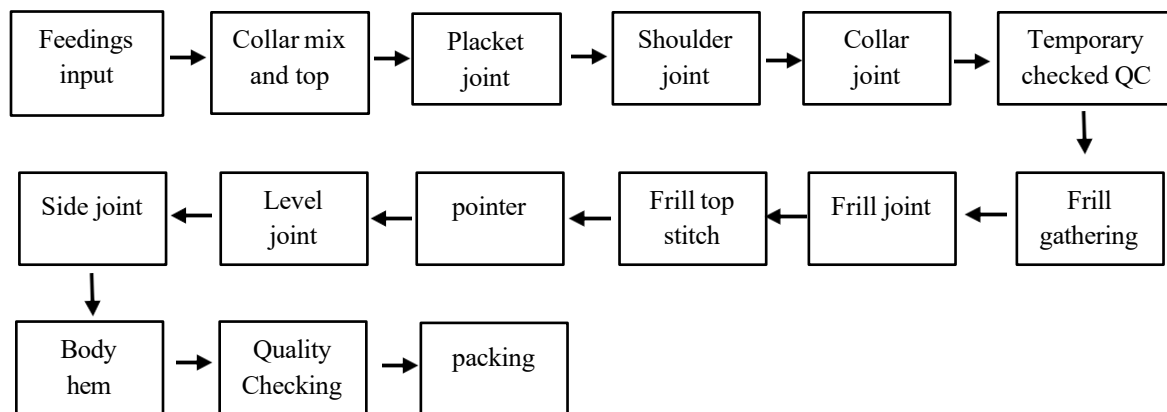 Feedings
input
Collar mix
and top
Placket
joint
Shoulder
joint
Collar
joint
Temporary
checked QC
Frill
gathering
Frill joint
Frill top
stitch
pointer
Level
joint
Side joint
Body
hem
Quality
Checking
packing